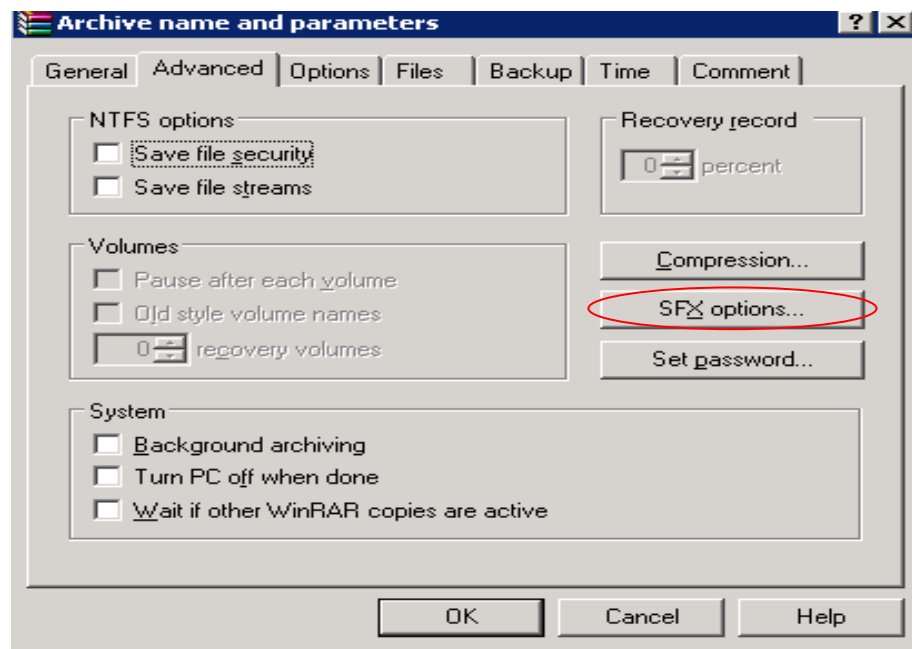 Archive name and parameters
General Advanced Options Files Backup Time Comment
NTFS options
Save file security
Save file streams
Recovery record
0 percent
Volumes
Pause after each volume
Old style volume names
0 recovery volumes
Compression...
SFX options...
Set password...
System
Background archiving
Turn PC off when done
Wait if other WinRAR copies are active
OK Cancel Help